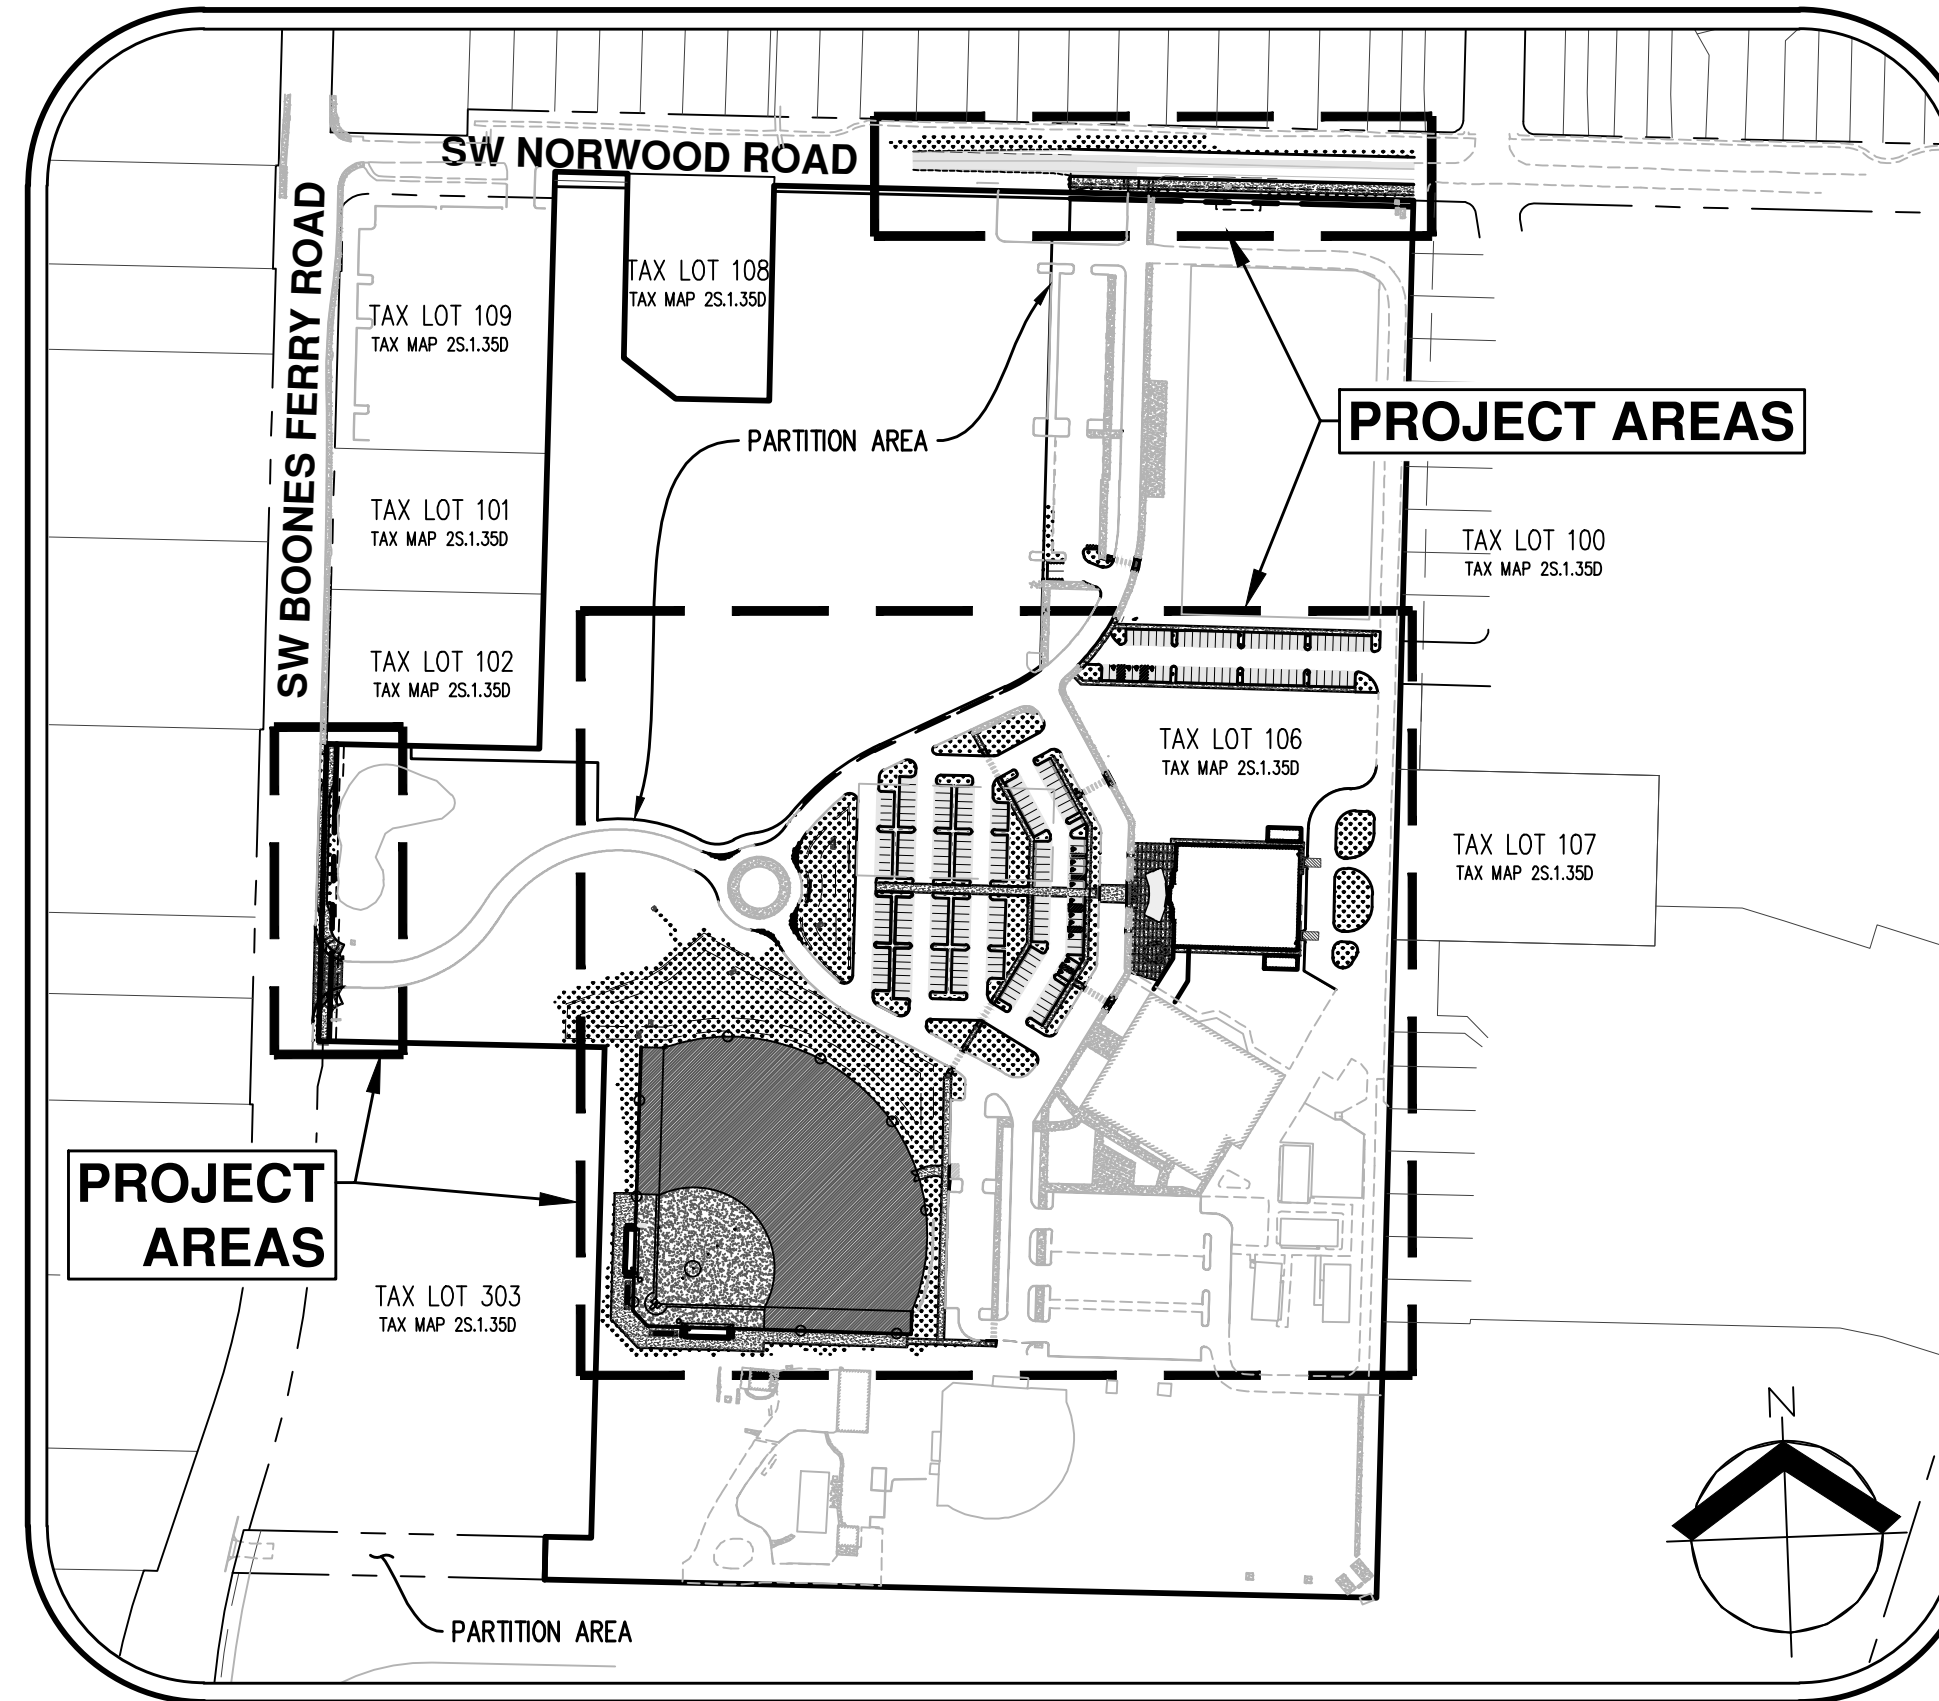 SW NORWOOD ROAD
SW BOONES FERRY ROAD
TAX LOT 108
TAX MAP 2S.1.35D
TAX LOT 109
TAX MAP 2S.1.35D
PARTITION AREA
PROJECT AREAS
TAX LOT 101
TAX MAP 2S.1.35D
TAX LOT 100
TAX MAP 2S.1.35D
TAX LOT 102
TAX MAP 2S.1.35D
TAX LOT 106
TAX MAP 2S.1.35D
TAX LOT 107
TAX MAP 2S.1.35D
PROJECT
AREAS
TAX LOT 303
TAX MAP 2S.1.35D
N
PARTITION AREA